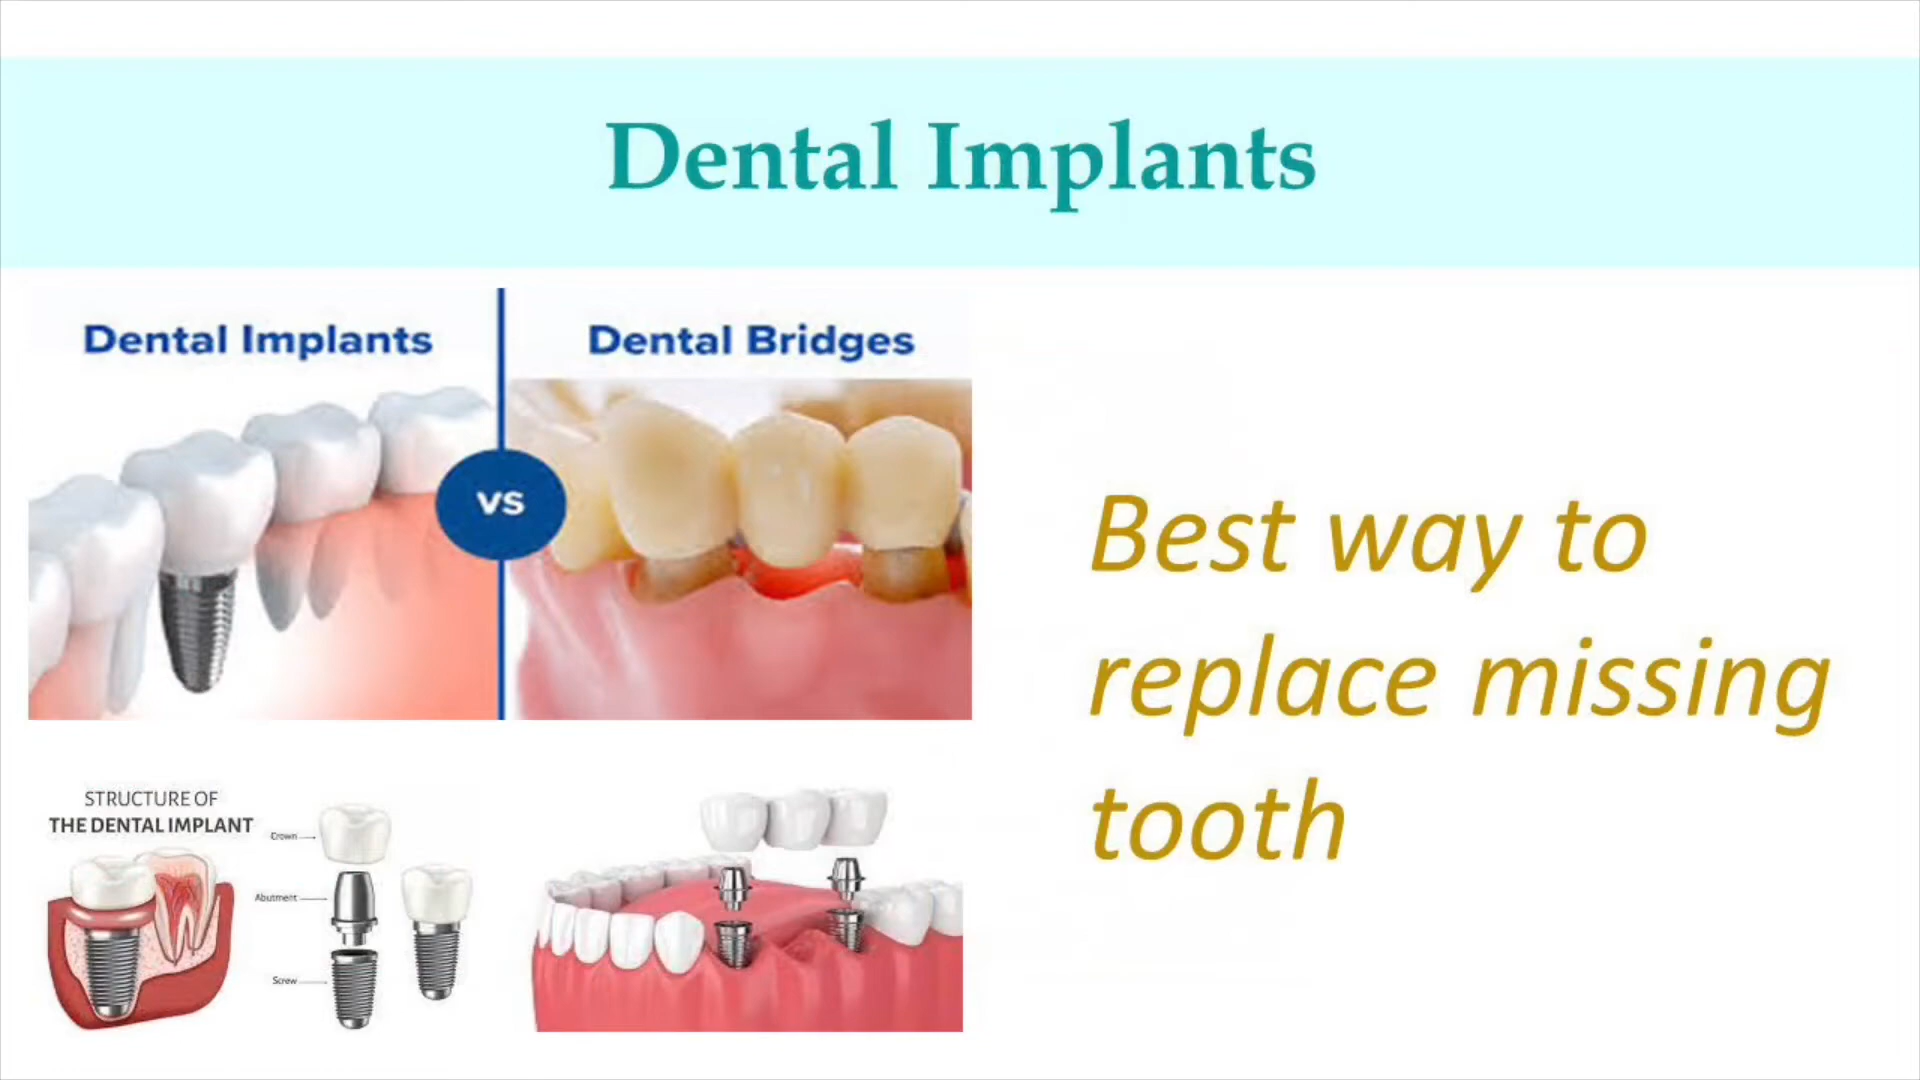 Dental Implants
Dental Implants
Dental Bridges
vs
Best way to
replace missing
tooth
STRUCTURE OF
THE DENTAL IMPLANT
Crown
Abutment
Screw